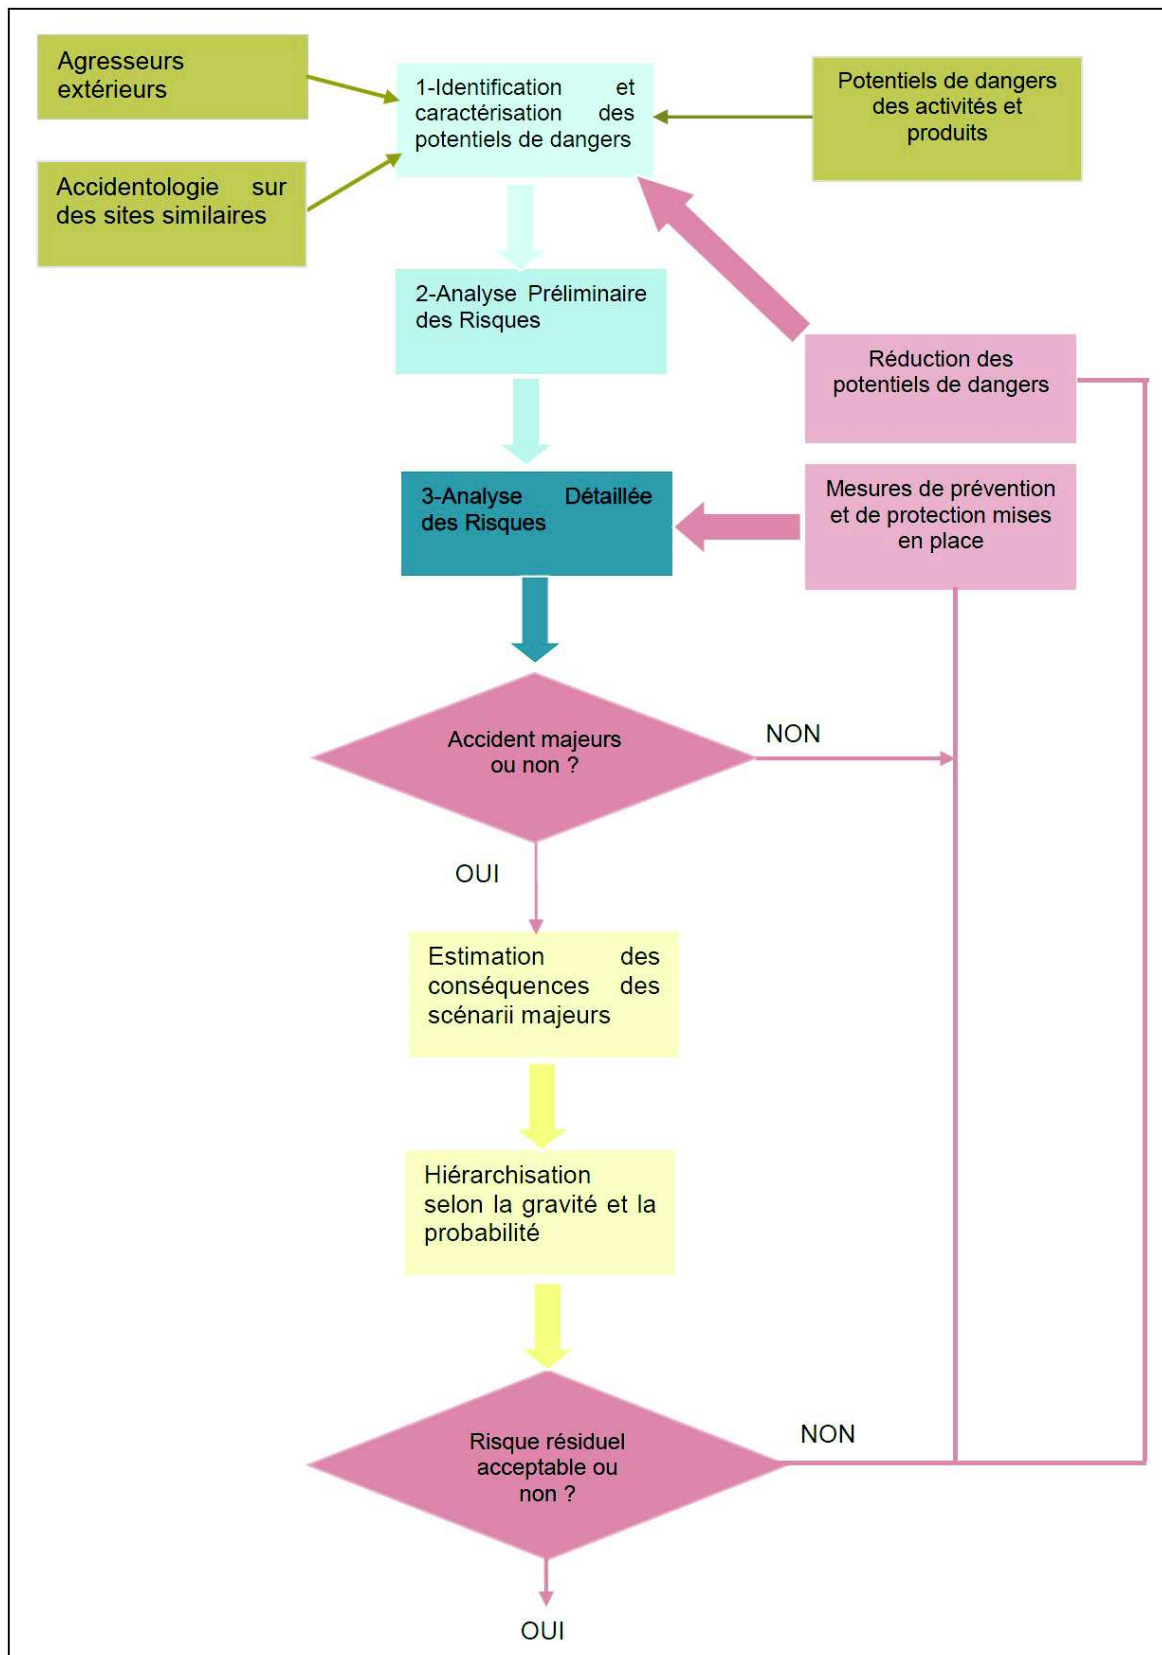 Agresseurs
extérieurs
1-Identification et
caractérisation des
potentiels de dangers
Potentiels de dangers
des activités et
produits
Accidentologie sur
des sites similaires
2-Analyse Préliminaire
des Risques
Réduction des
potentiels de dangers
3-Analyse Détaillée
des Risques
Mesures de prévention
et de protection mises
en place
Accident majeurs
ou non ?
NON
OUI
Estimation des
conséquences des
scénarii majeurs
Hiérarchisation
selon la gravité et la
probabilité
Risque résiduel
acceptable ou
non ?
NON
OUI